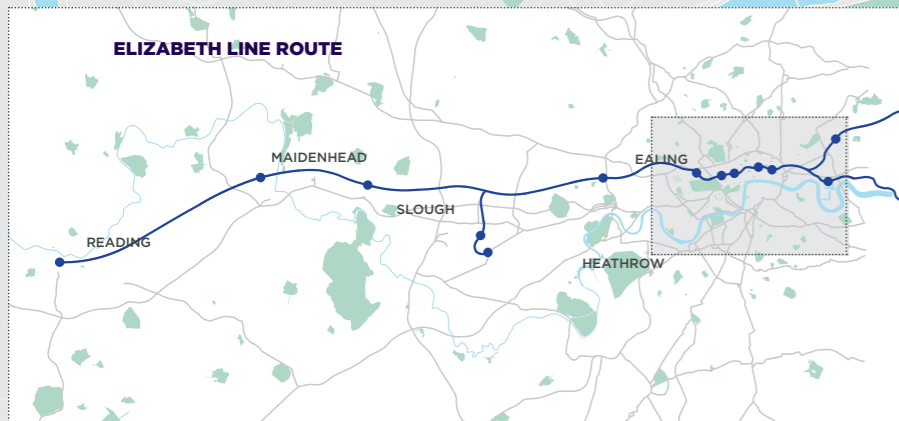 ELIZABETH LINE ROUTE
MAIDENHEAD
EALING
SLOUGH
READING
HEATHROW